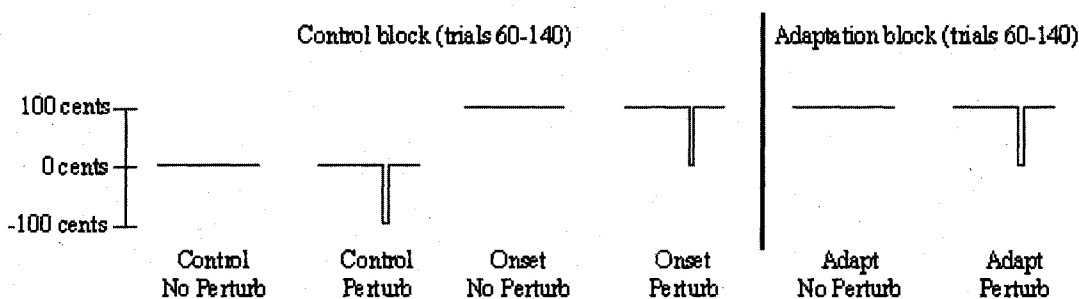 Control block (trials 60-140)
Adaptation block (trials 60-140)
100 cents
0 cents
-100 cents
Control
No Perturb
Control
Perturb
Onset
No Perturb
Onset
Perturb
Adapt
No Perturb
Adapt
Perturb